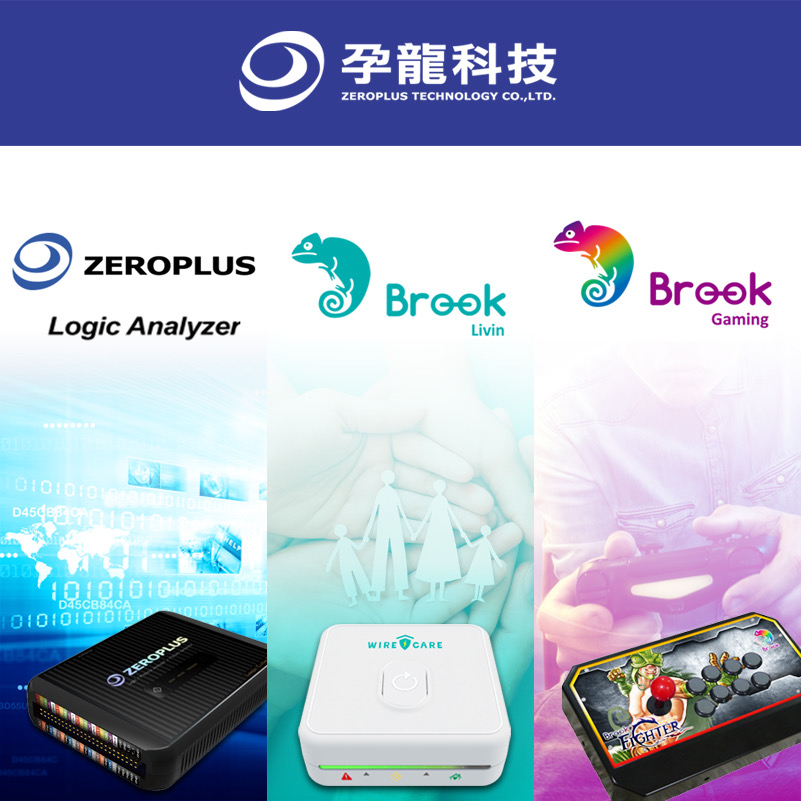 孕龍科技
ZEROPLUS TECHNOLOGY CO.,LTD.
ZEROPLUS
Logic Analyzer
Brook
Livin
Brook
Gaming
D45CB84CA
D45CB84CA
ZEROPLUS
WIRE CARE
Brook
FIGHTER